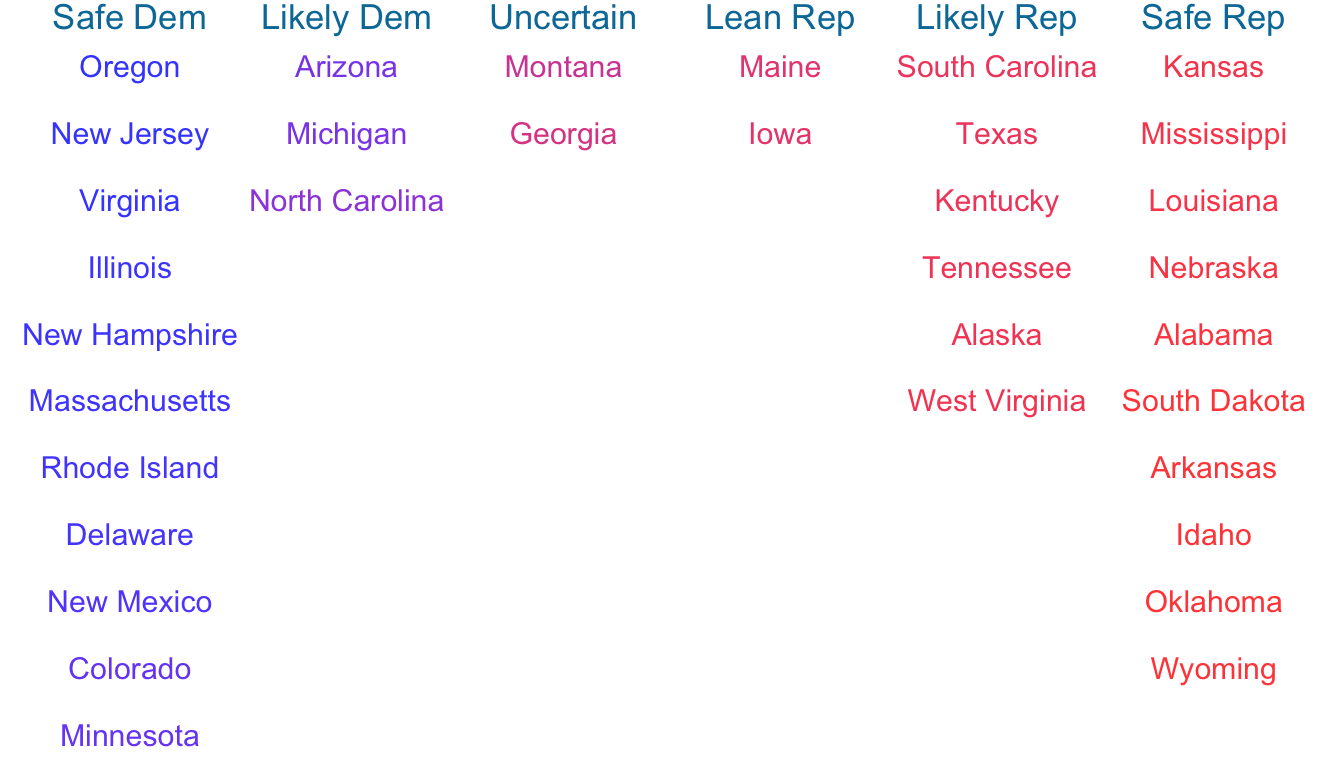 Safe Dem Likely Dem Uncertain Lean Rep Likely Rep Safe Rep
Oregon Arizona Montana Maine South Carolina Kansas
New Jersey Michigan Georgia Iowa Texas Mississippi
Virginia North Carolina Kentucky Louisiana
Illinois Tennessee Nebraska
New Hampshire Alaska Alabama
Massachusetts West Virginia South Dakota
Rhode Island Arkansas
Delaware Idaho
New Mexico Oklahoma
Colorado Wyoming
Minnesota